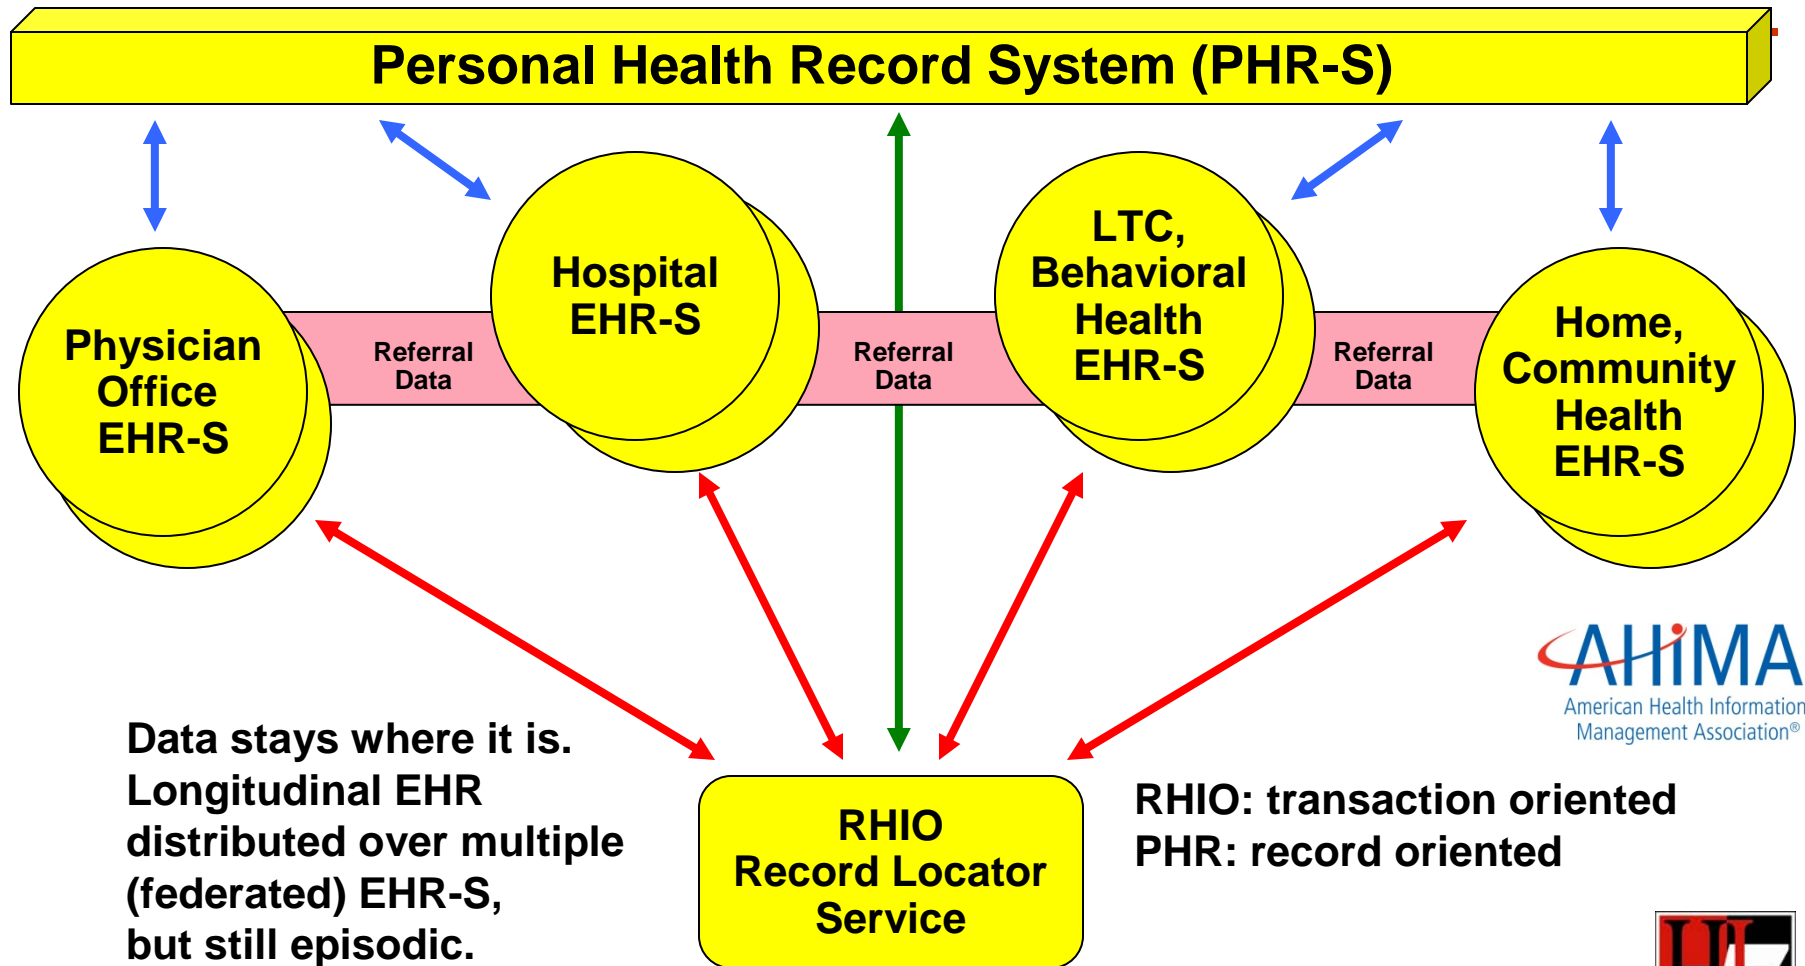 Personal Health Record System (PHR-S)
Physician
Office
EHR-S
Referral
Data
Hospital
EHR-S
Referral
Data
LTC,
Behavioral
Health
EHR-S
Referral
Data
Home,
Community
Health
EHR-S
AHIMA
American Health Information
Management Association®
Data stays where it is.
Longitudinal EHR
distributed over multiple
(federated) EHR-S,
but still episodic.
RHIO
Record Locator
Service
RHIO: transaction oriented
PHR: record oriented